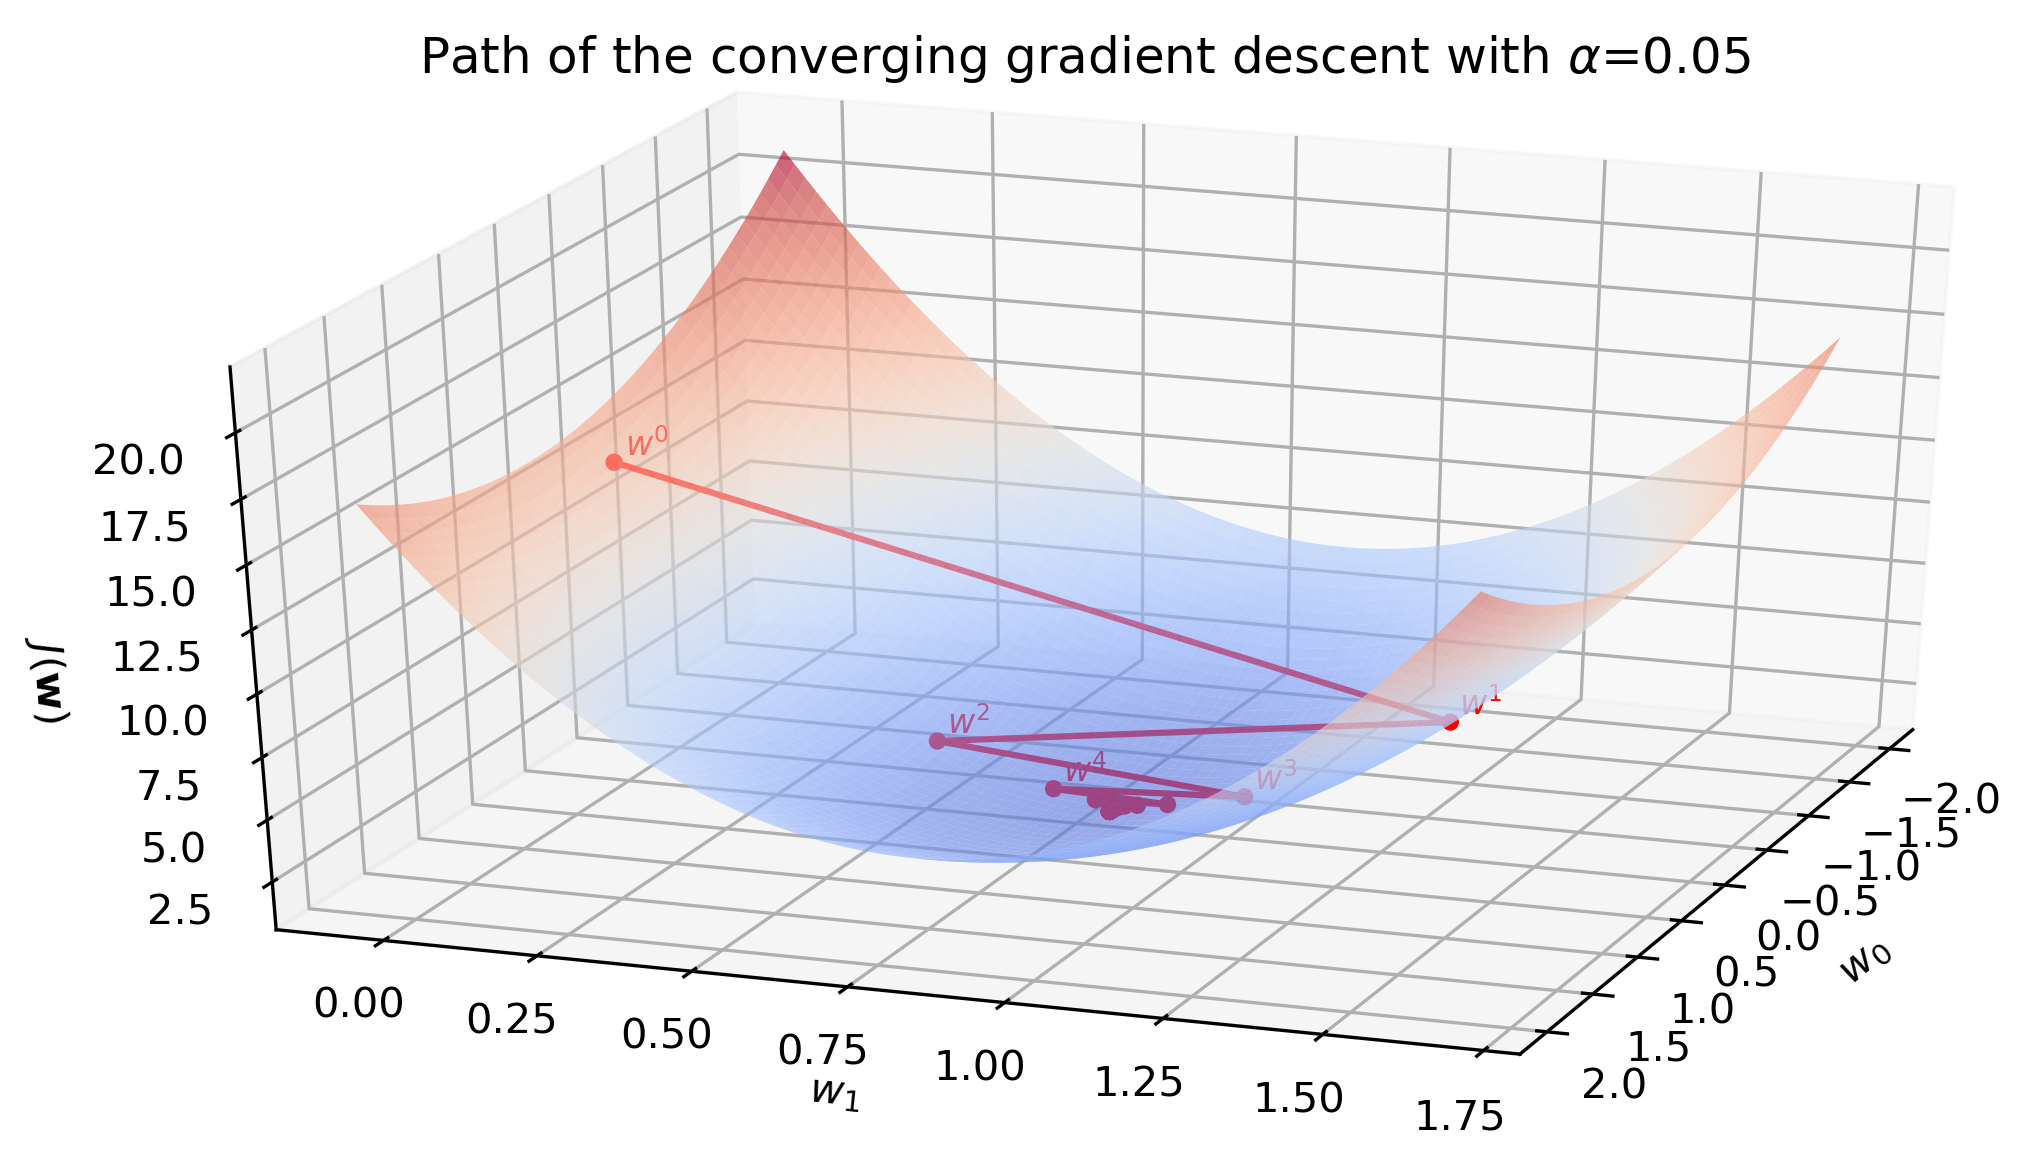 Path of the converging gradient descent with α=0.05
w⁰
w¹
w²
w⁴
w³
20.0
17.5
15.0
12.5
10.0
7.5
5.0
2.5
J(w)
0.00
0.25
0.50
0.75
1.00
1.25
1.50
1.75
w₁
−2.0
−1.5
−1.0
−0.5
0.0
0.5
1.0
1.5
2.0
w₀